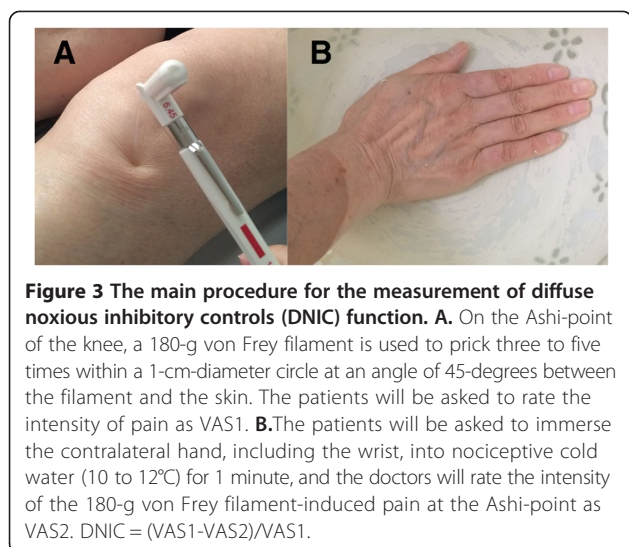 A
B
6.45
Figure 3 The main procedure for the measurement of diffuse
noxious inhibitory controls (DNIC) function. A. On the Ashi-point
of the knee, a 180-g von Frey filament is used to prick three to five
times within a 1-cm-diameter circle at an angle of 45-degrees between
the filament and the skin. The patients will be asked to rate the
intensity of pain as VAS1. B.The patients will be asked to immerse
the contralateral hand, including the wrist, into nociceptive cold
water (10 to 12°C) for 1 minute, and the doctors will rate the intensity
of the 180-g von Frey filament-induced pain at the Ashi-point as
VAS2. DNIC = (VAS1-VAS2)/VAS1.